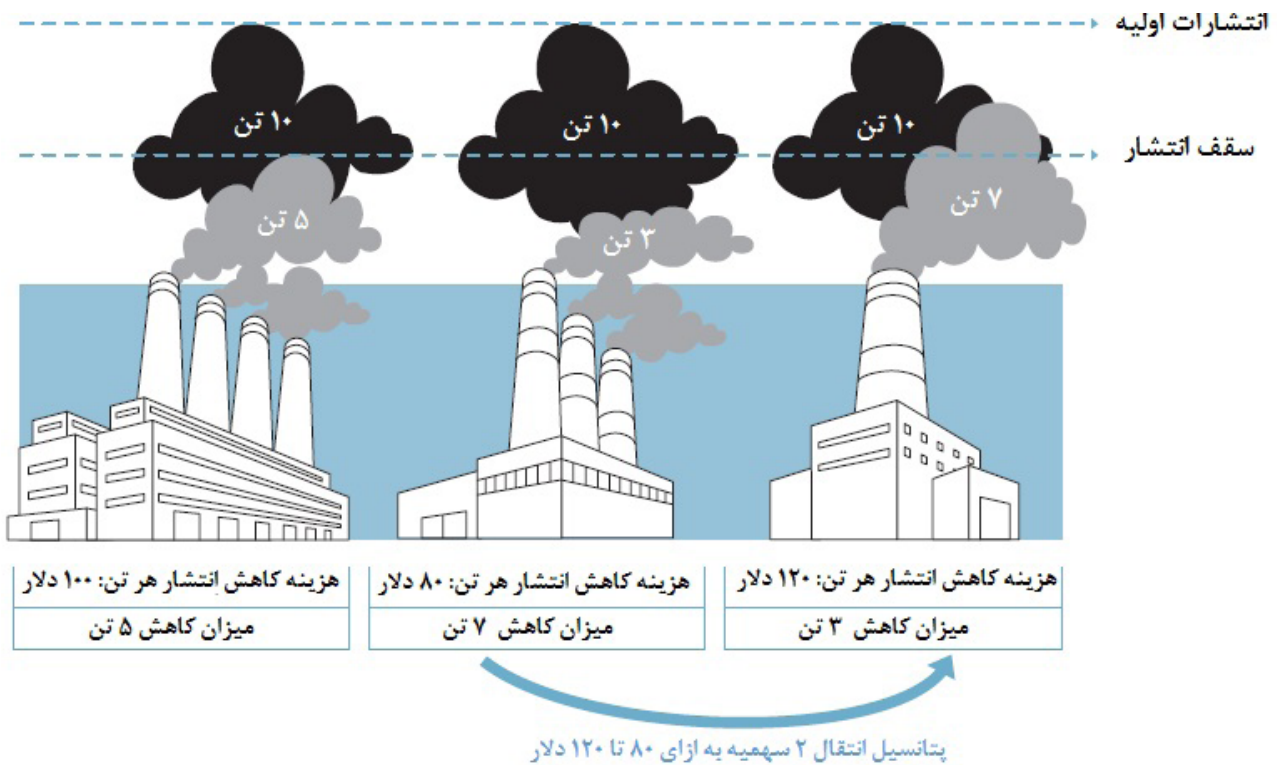 انتشارات اولیه
۱۰ تن
۱۰ تن
۱۰ تن
سقف انتشار
۷ تن
۳ تن
۵ تن
هزینه کاهش انتشار هر تن: ۱۲۰ دلار
میزان کاهش ۳ تن
هزینه کاهش انتشار هر تن: ۸۰ دلار
میزان کاهش ۷ تن
هزینه کاهش انتشار هر تن: ۱۰۰ دلار
میزان کاهش ۵ تن
پتانسیل انتقال ۲ سهمیه به ازای ۸۰ تا ۱۲۰ دلار